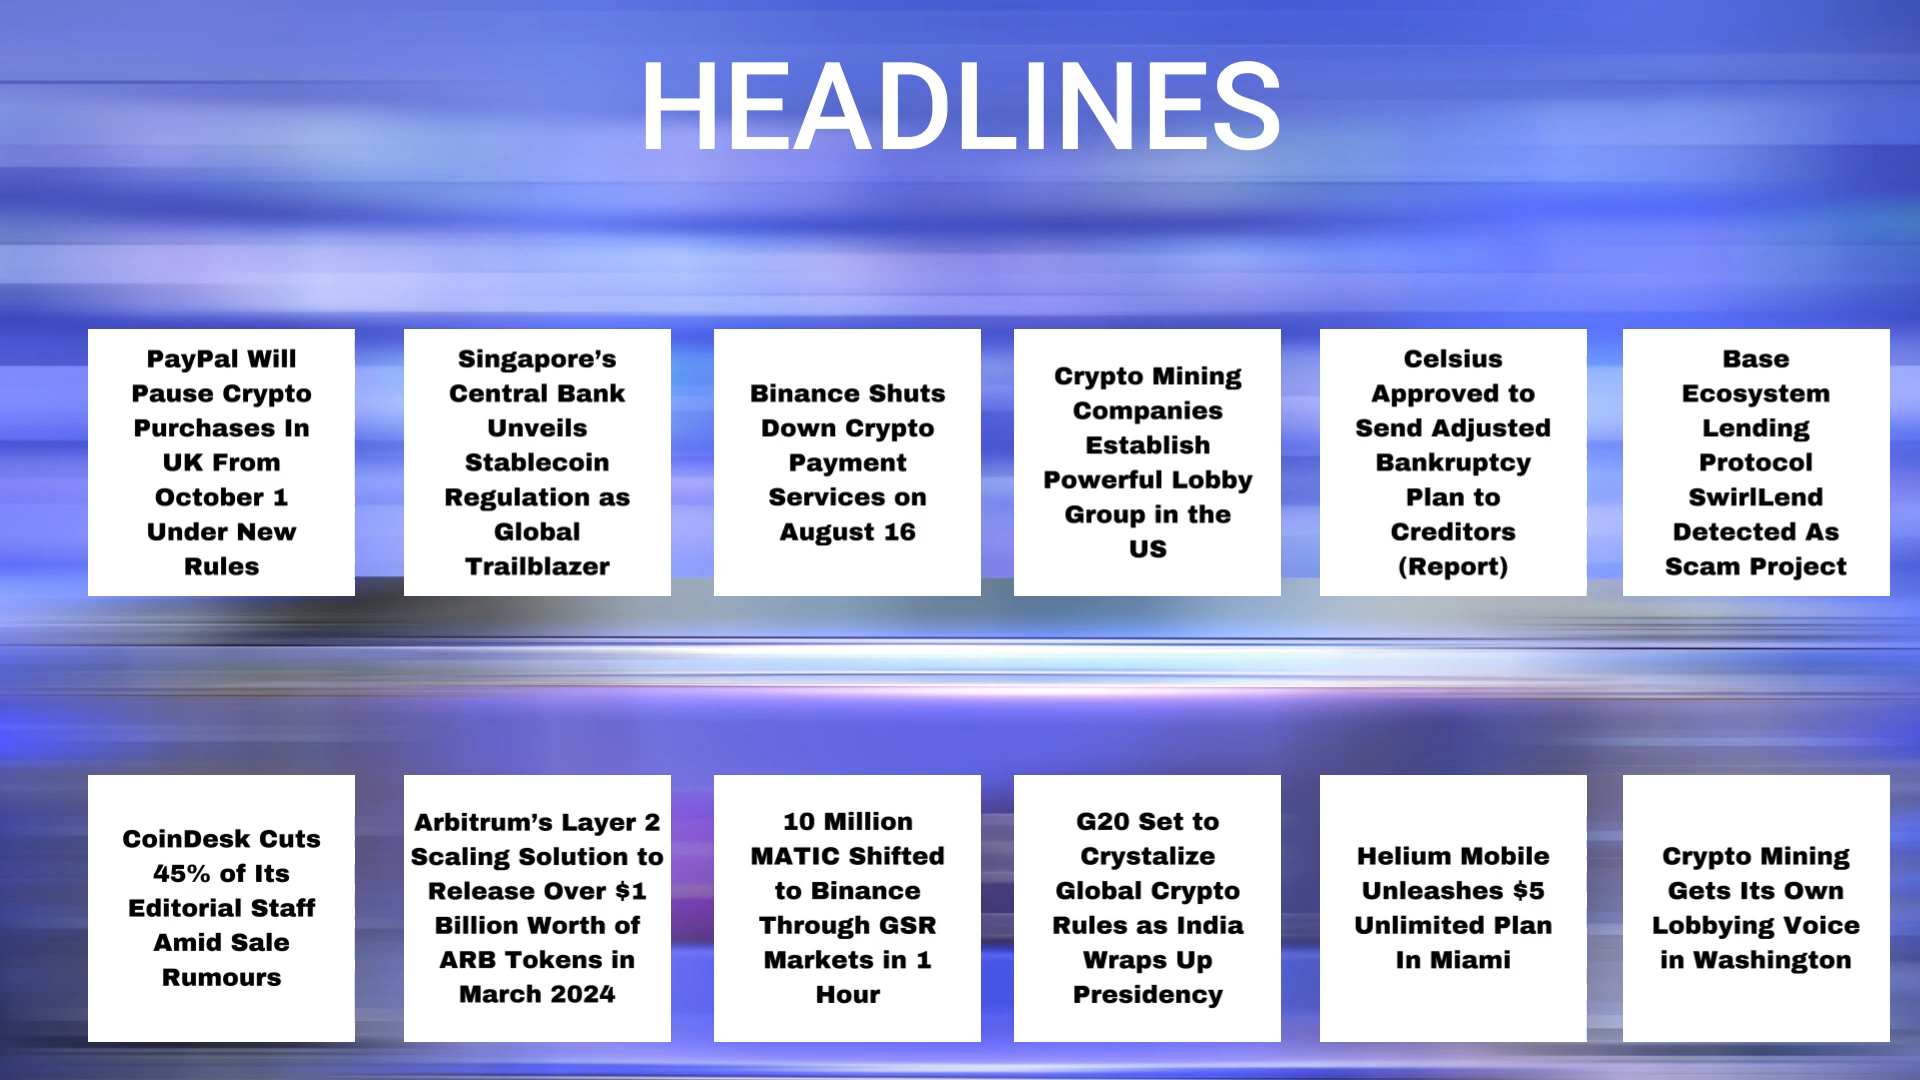 HEADLINES
PayPal Will
Pause Crypto
Purchases In
UK From
October 1
Under New
Rules
Singapore’s
Central Bank
Unveils
Stablecoin
Regulation as
Global
Trailblazer
Binance Shuts
Down Crypto
Payment
Services on
August 16
Crypto Mining
Companies
Establish
Powerful Lobby
Group in the
US
Celsius
Approved to
Send Adjusted
Bankruptcy
Plan to
Creditors
(Report)
Base
Ecosystem
Lending
Protocol
SwirlLend
Detected As
Scam Project
CoinDesk Cuts
45% of Its
Editorial Staff
Amid Sale
Rumours
Arbitrum’s Layer 2
Scaling Solution to
Release Over $1
Billion Worth of
ARB Tokens in
March 2024
10 Million
MATIC Shifted
to Binance
Through GSR
Markets in 1
Hour
G20 Set to
Crystalize
Global Crypto
Rules as India
Wraps Up
Presidency
Helium Mobile
Unleashes $5
Unlimited Plan
In Miami
Crypto Mining
Gets Its Own
Lobbying Voice
in Washington